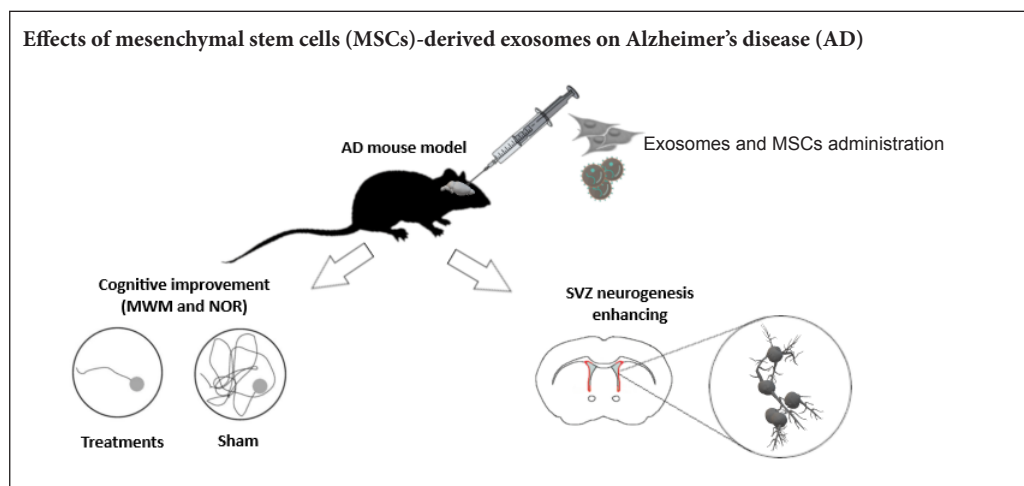 Effects of mesenchymal stem cells (MSCs)-derived exosomes on Alzheimer’s disease (AD)
AD mouse model
Exosomes and MSCs administration
Cognitive improvement
(MWM and NOR)
SVZ neurogenesis
enhancing
Treatments
Sham